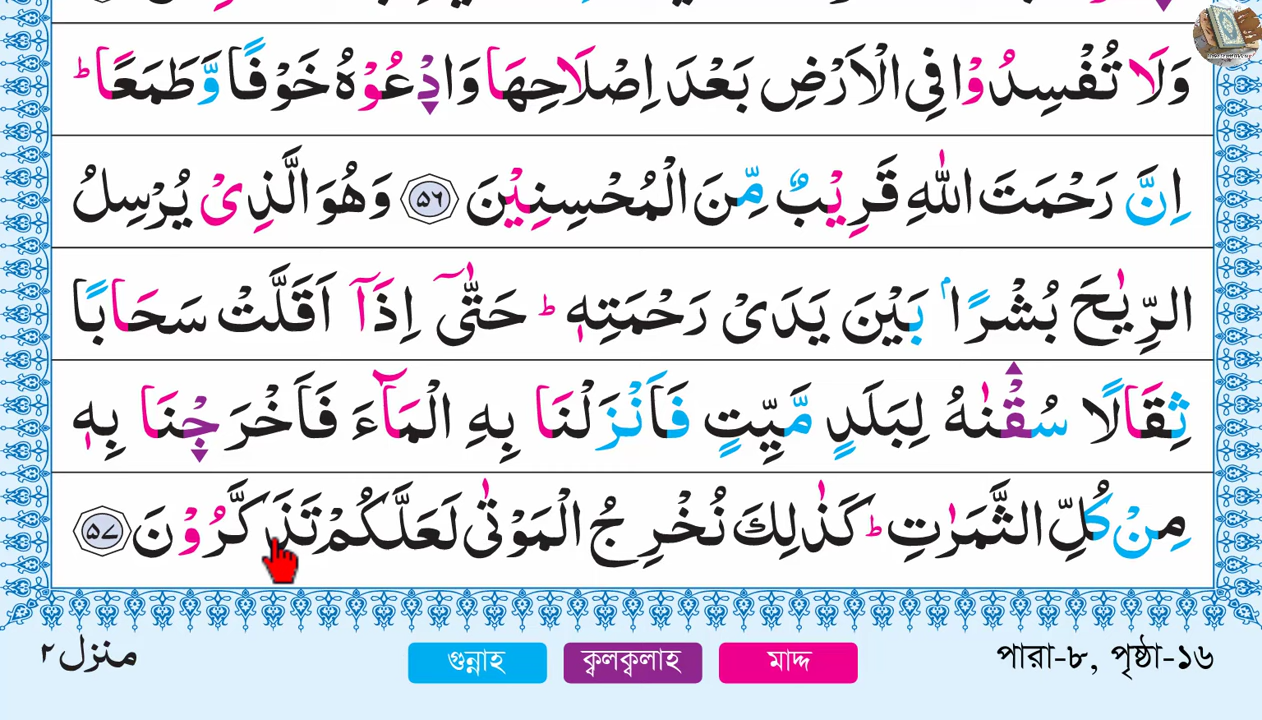 وَلَا تُفْسِدُوْا فِى الْاَرْضِ بَعْدَ اِصْلَاحِهَا وَادْعُوْهُ خَوْفًا وَّطَمَعًا ؕ
اِنَّ رَحْمَتَ اللّٰهِ قَرِيْبٌ مِّنَ الْمُحْسِنِيْنَ ۵۶ وَهُوَ الَّذِىْ يُرْسِلُ
الرِّيٰحَ بُشْرًاۢ بَيْنَ يَدَىْ رَحْمَتِهٖ ؕ حَتّٰٓى اِذَاۤ اَقَلَّتْ سَحَابًا
ثِقَالًا سُقْنٰهُ لِبَلَدٍ مَّيِّتٍ فَاَنْزَلْنَا بِهِ الْمَآءَ فَاَخْرَجْنَا بِهٖ
مِنْ كُلِّ الثَّمَرٰتِ ؕ كَذٰلِكَ نُخْرِجُ الْمَوْتٰى لَعَلَّكُمْ تَذَكَّرُوْنَ ۵۷
منزل ۲
গুন্নাহ ক্বলক্বলাহ মাদ্দ
পারা-৮, পৃষ্ঠা-১৬